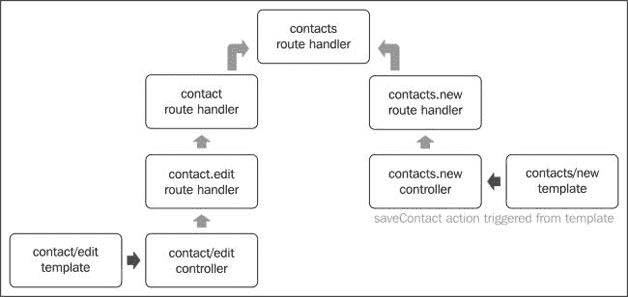 contacts
route handler
contact
route handler
contacts.new
route handler
contact.edit
route handler
contacts.new
controller
contacts/new
template
saveContact action triggered from template
contact/edit
template
contact/edit
controller